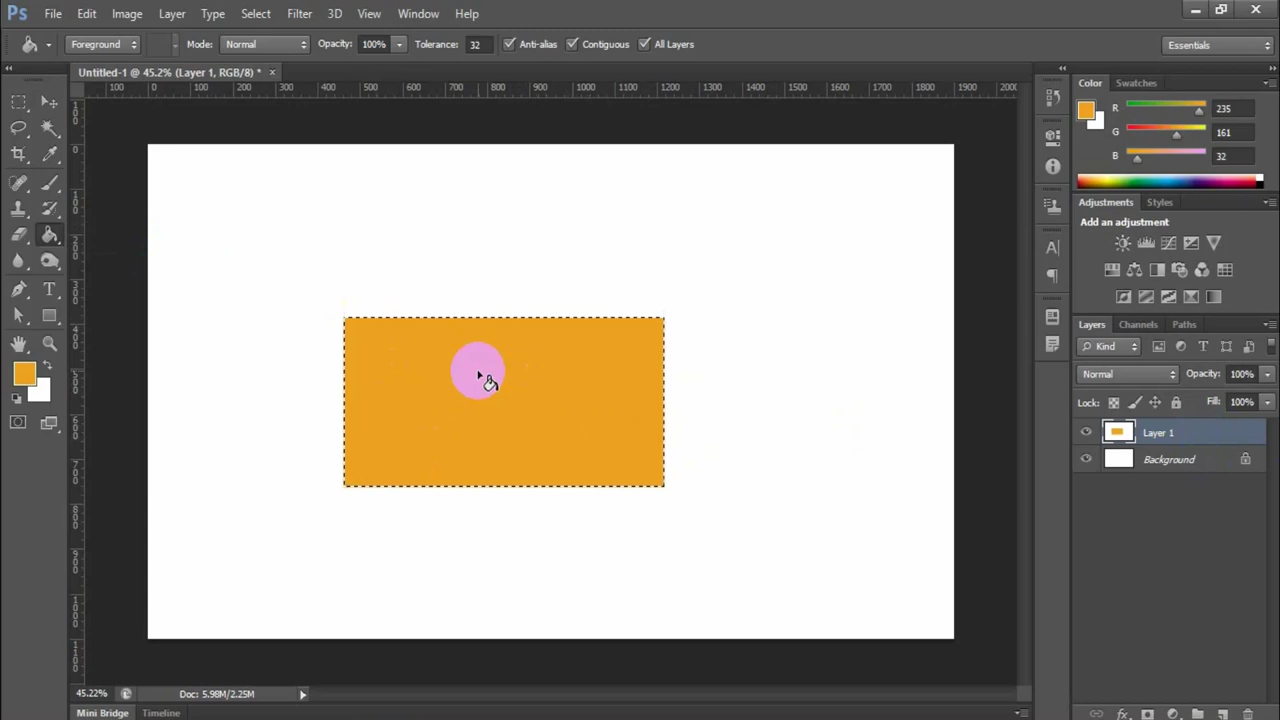 Ps File Edit Image Layer Type Select Filter 3D View Window Help
Foreground Mode: Normal Opacity: 100% Tolerance: 32 Anti-alias Contiguous All Layers Essentials
Untitled-1 @ 45.2% (Layer 1, RGB/8) * ×
100 0 100 200 300 400 500 600 700 800 900 1000 1100 1200 1300 1400 1500 1600 1700 1800 1900 2000
Color Swatches
R 235
G 161
B 32
Adjustments Styles
Add an adjustment
Layers Channels Paths
Kind
Normal Opacity: 100%
Lock: Fill: 100%
Layer 1
Background
45.22% Doc: 5.98M/2.25M
Mini Bridge Timeline